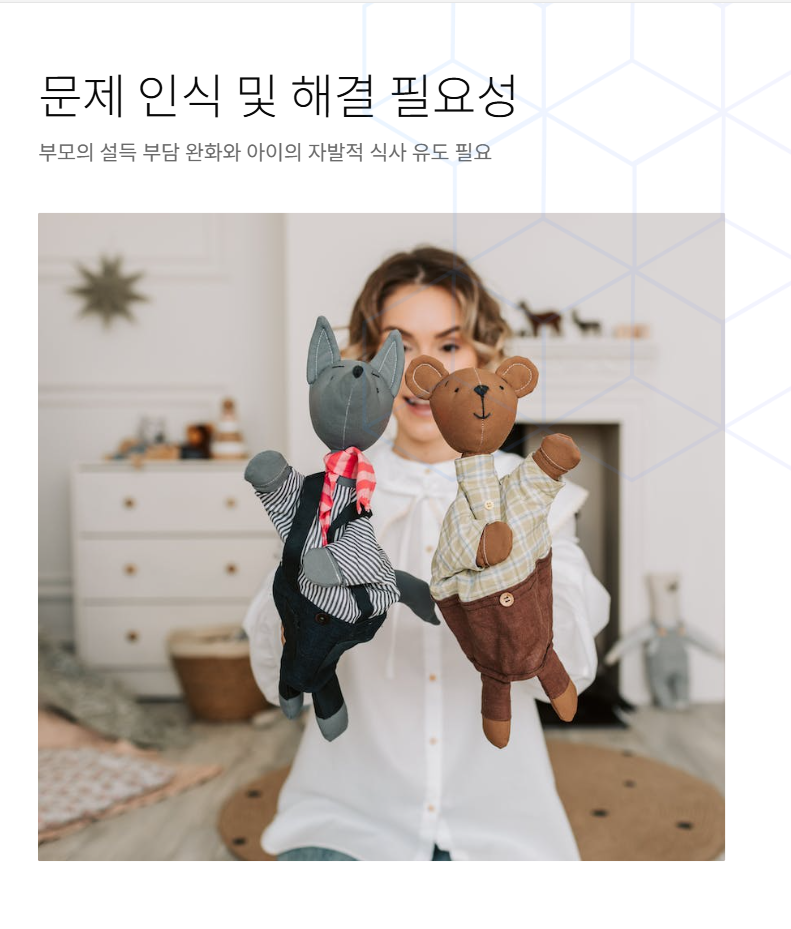 문제 인식 및 해결 필요성
부모의 설득 부담 완화와 아이의 자발적 식사 유도 필요